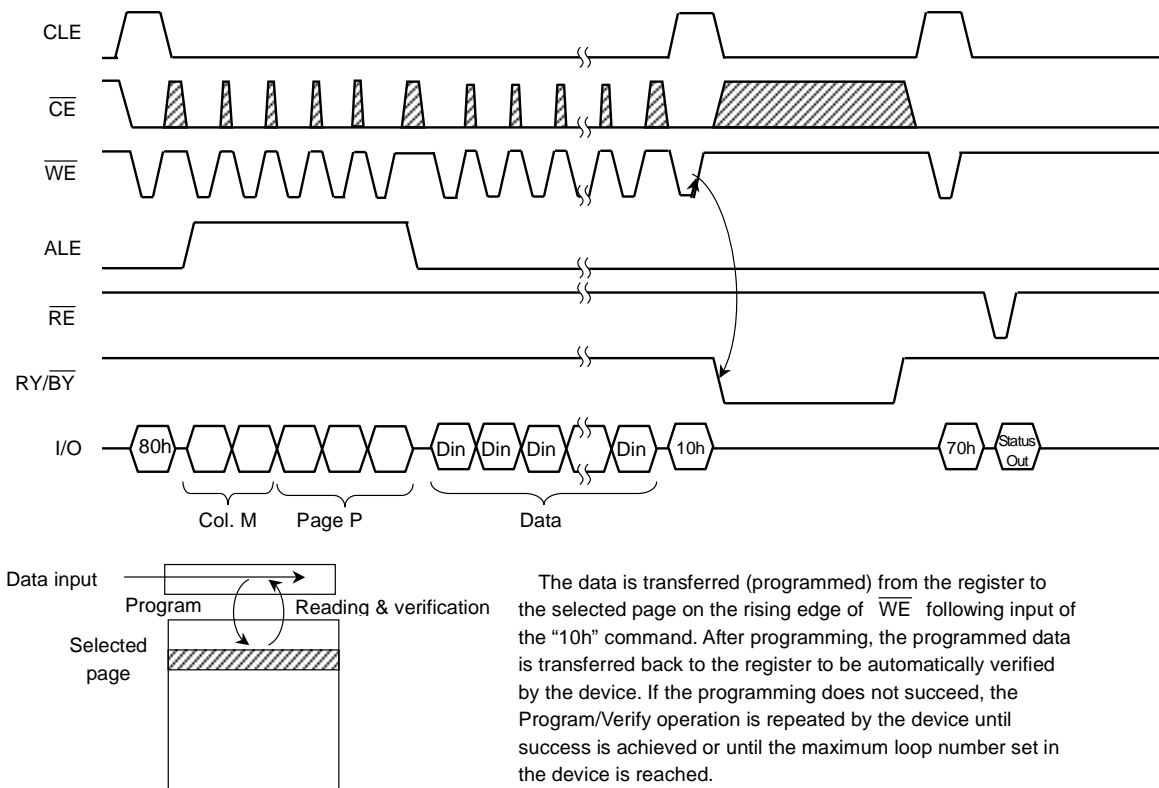 CLE
CE
WE
ALE
RE
RY/BY
I/O 80h Din Din Din Din 10h 70h Status
Out
Col. M Page P Data
Data input
Program Reading & verification
Selected
page
The data is transferred (programmed) from the register to
the selected page on the rising edge of WE following input of
the “10h” command. After programming, the programmed data
is transferred back to the register to be automatically verified
by the device. If the programming does not succeed, the
Program/Verify operation is repeated by the device until
success is achieved or until the maximum loop number set in
the device is reached.